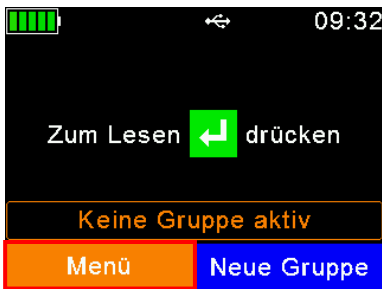 09:32
Zum Lesen drücken
Keine Gruppe aktiv
Menü Neue Gruppe